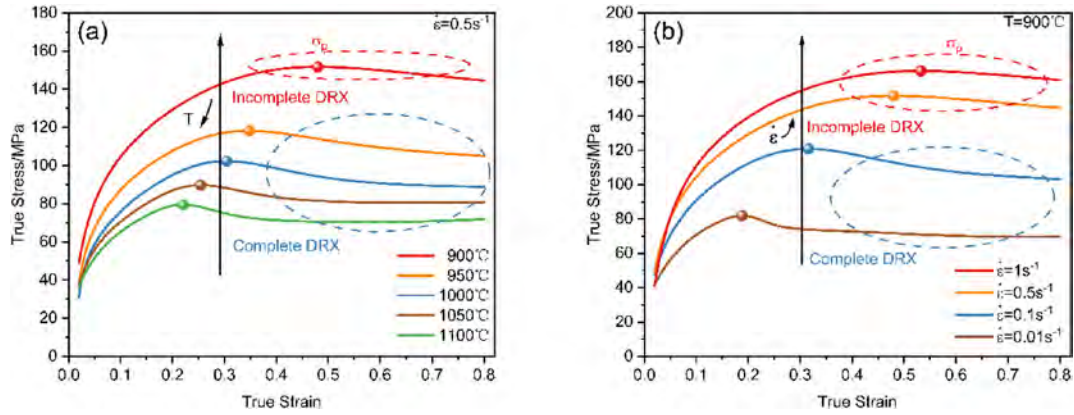 (a)
ε̇=0.5s⁻¹
σₚ
Incomplete DRX
T
Complete DRX
900℃
950℃
1000℃
1050℃
1100℃
True Stress/MPa
180
160
140
120
100
80
60
40
20
0
0.0 0.1 0.2 0.3 0.4 0.5 0.6 0.7 0.8
True Strain
(b)
T=900℃
σₚ
Incomplete DRX
ε̇
Complete DRX
ε̇=1s⁻¹
ε̇=0.5s⁻¹
ε̇=0.1s⁻¹
ε̇=0.01s⁻¹
True Stress/MPa
200
180
160
140
120
100
80
60
40
20
0
0.0 0.1 0.2 0.3 0.4 0.5 0.6 0.7 0.8
True Strain